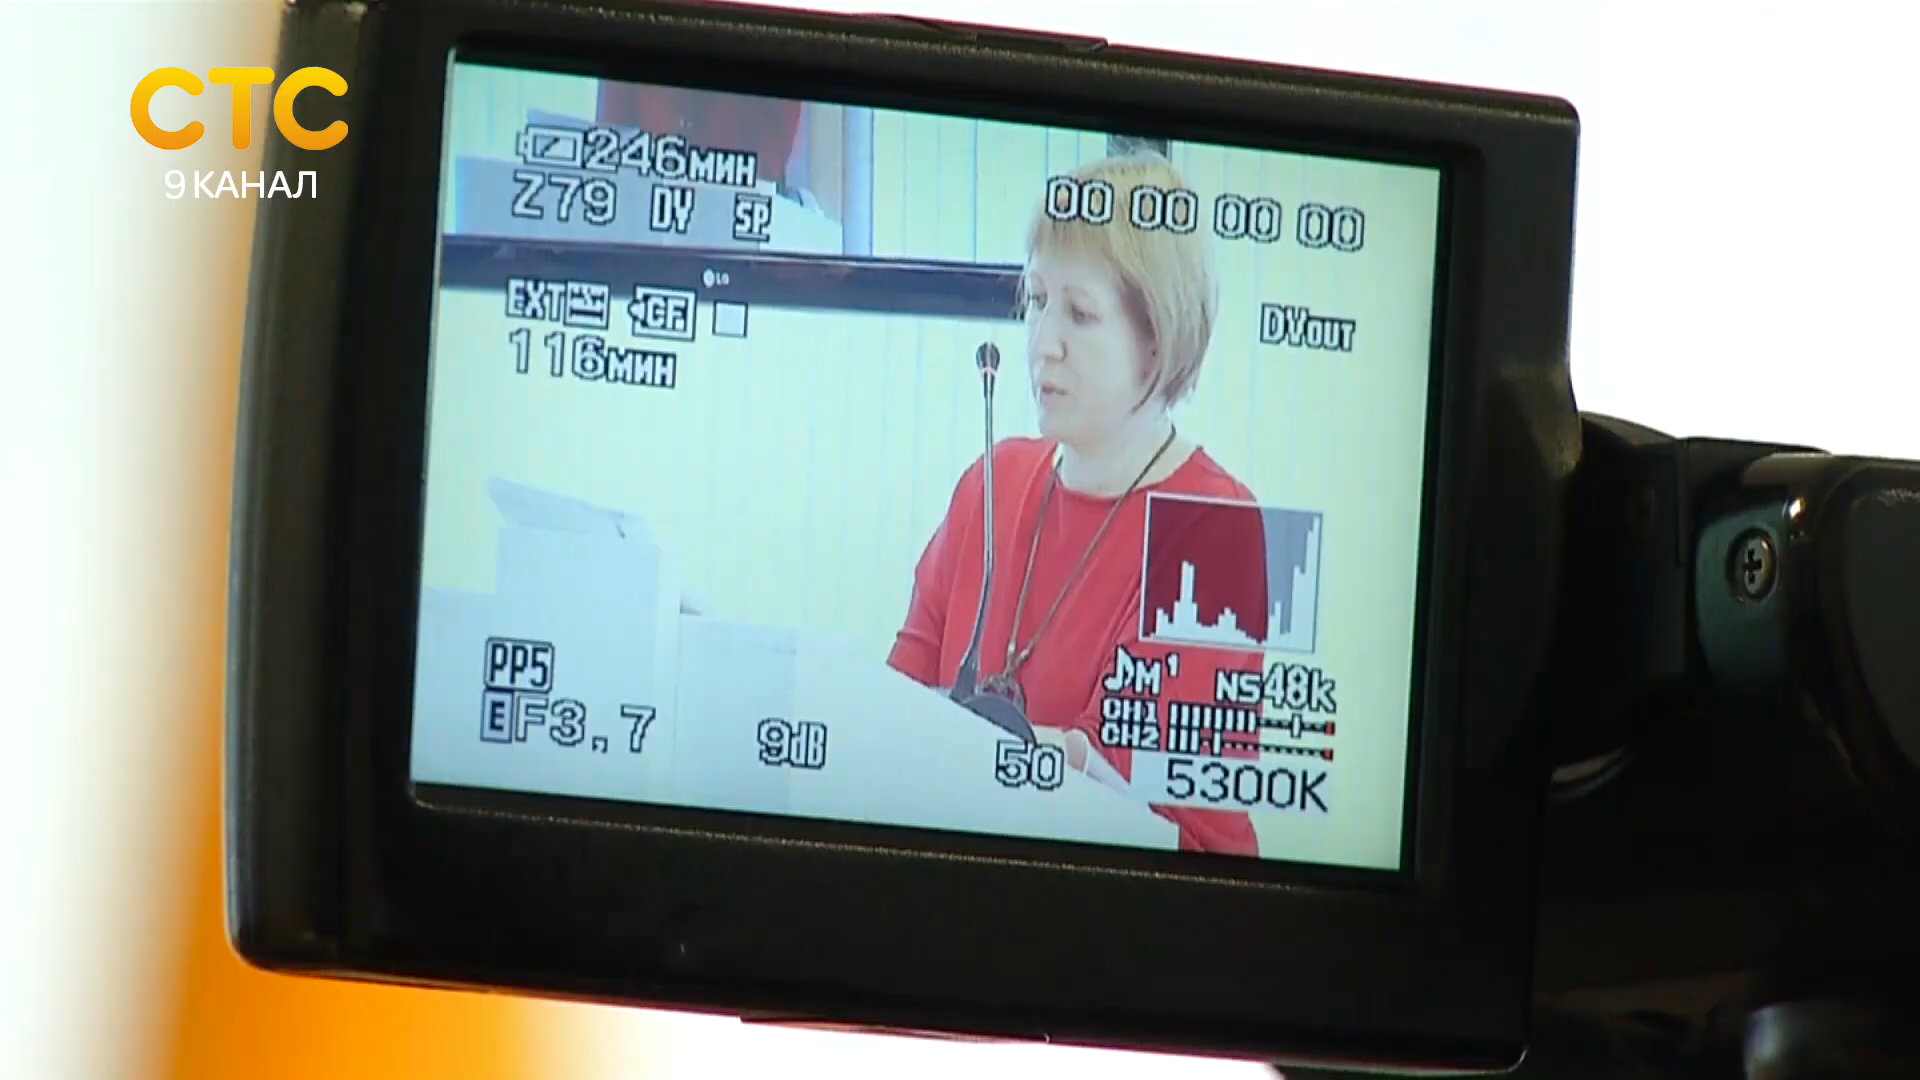 СТС
9 КАНАЛ
246мин
Z79 DV SP
00 00 00 00
LG
EXT CF
DVOUT
116мин
PP5
M¹ NS48k
CH1
CH2
E F3,7
9dB
50
5300K